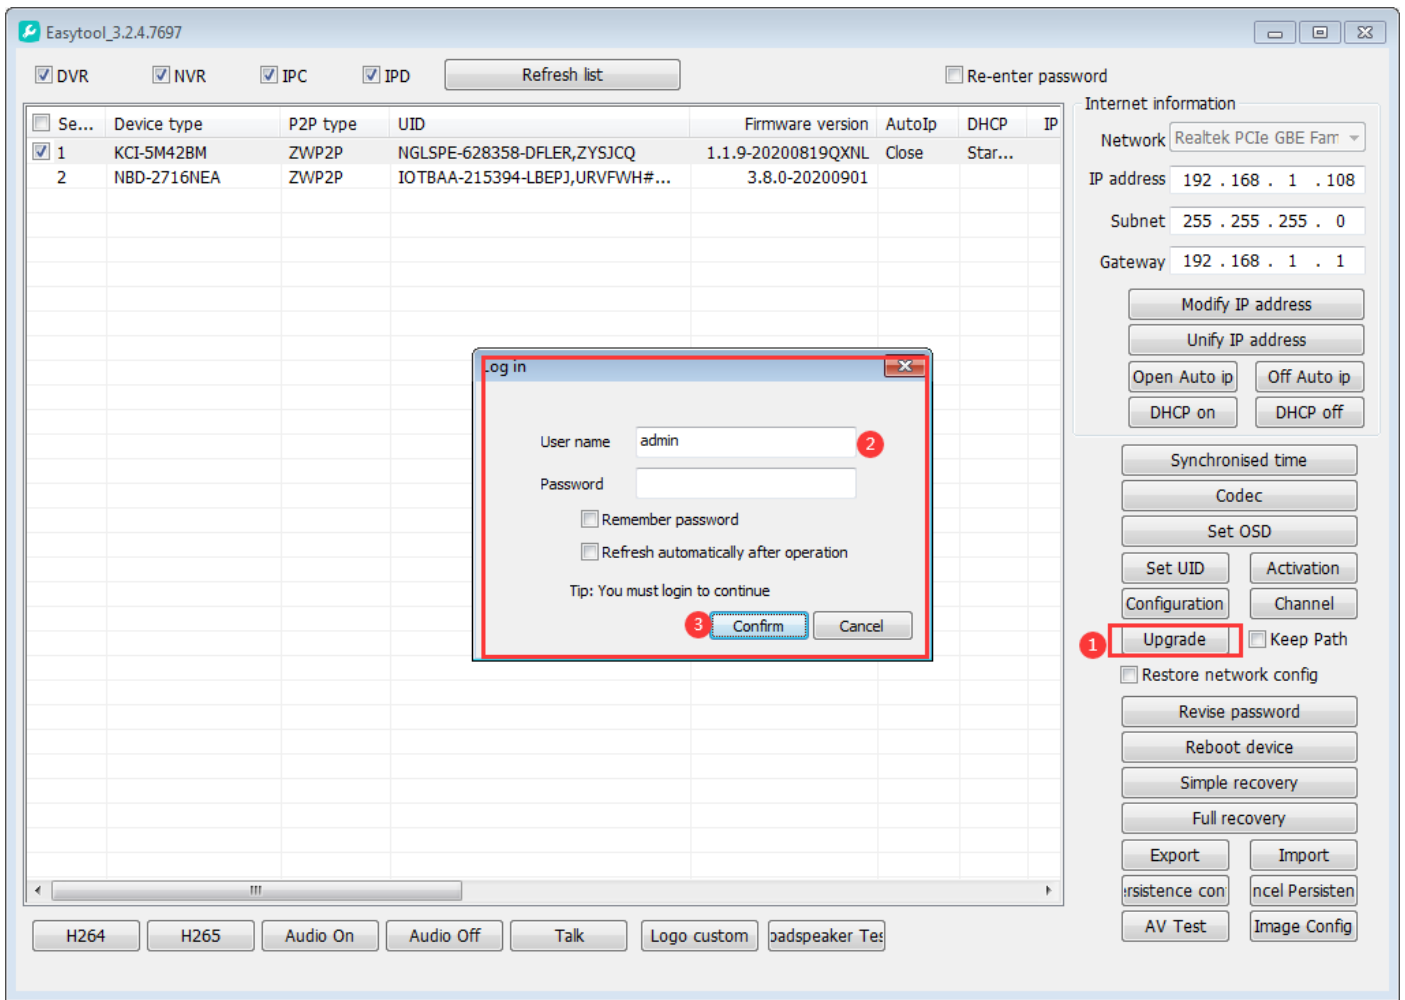 Easytool_3.2.4.7697
DVR NVR IPC IPD Refresh list Re-enter password
Se... Device type P2P type UID Firmware version AutoIp DHCP IP
1 KCI-5M42BM ZWP2P NGLSPE-628358-DFLER,ZYSJCQ 1.1.9-20200819QXNL Close Star...
2 NBD-2716NEA ZWP2P IOTBAA-215394-LBEPJ,URVFWH#... 3.8.0-20200901
Internet information
Network Realtek PCIe GBE Fam
IP address 192 . 168 . 1 . 108
Subnet 255 . 255 . 255 . 0
Gateway 192 . 168 . 1 . 1
Modify IP address
Unify IP address
Open Auto ip Off Auto ip
DHCP on DHCP off
Log in
User name admin 2
Password
Remember password
Refresh automatically after operation
Tip: You must login to continue
3 Confirm Cancel
Synchronised time
Codec
Set OSD
Set UID Activation
Configuration Channel
1 Upgrade Keep Path
Restore network config
Revise password
Reboot device
Simple recovery
Full recovery
Export Import
ersistence con ncel Persisten
AV Test Image Config
H264 H265 Audio On Audio Off Talk Logo custom oadspeaker Tes